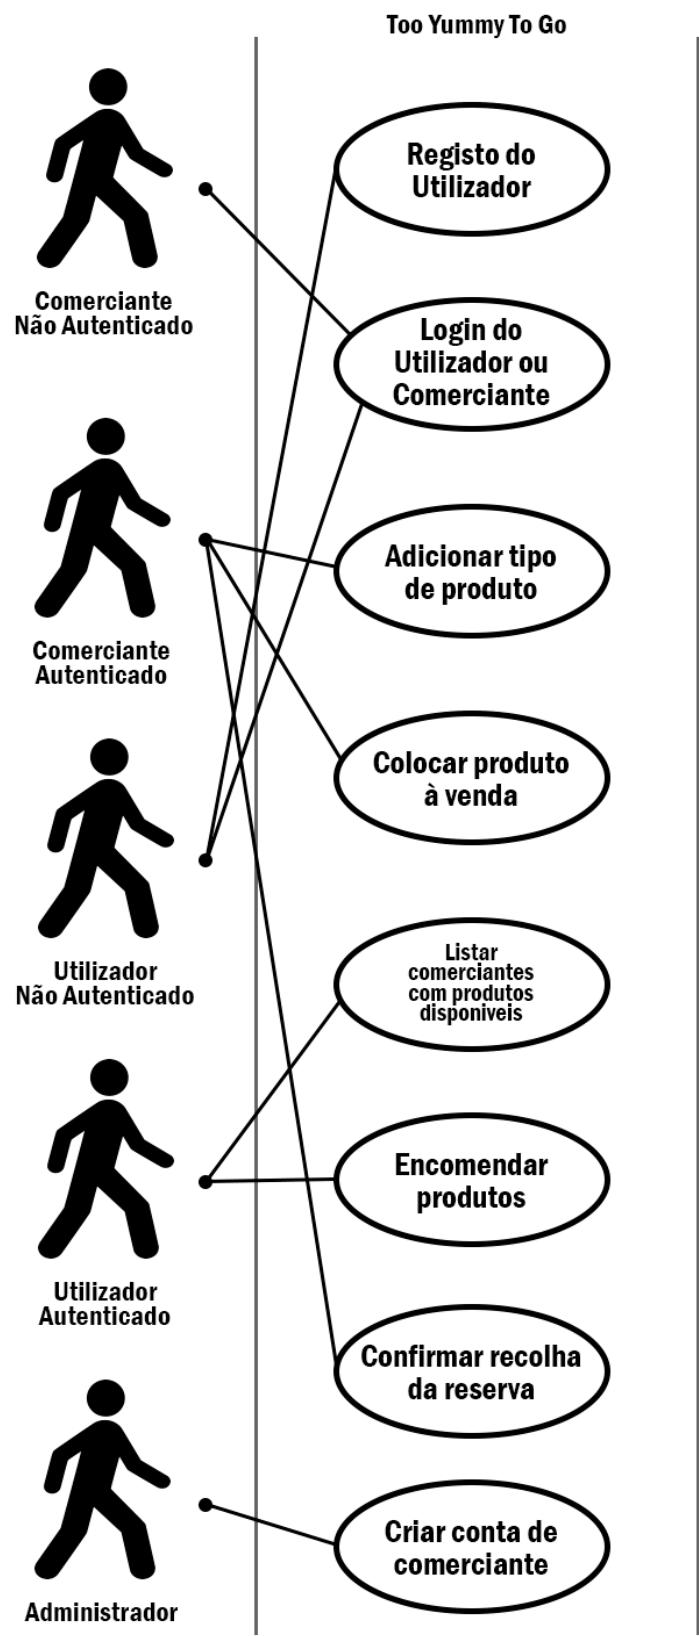 Too Yummy To Go
Registo do
Utilizador
Comerciante
Não Autenticado
Login do
Utilizador ou
Comerciante
Adicionar tipo
de produto
Comerciante
Autenticado
Colocar produto
à venda
Utilizador
Não Autenticado
Listar
comerciantes
com produtos
disponiveis
Encomendar
produtos
Utilizador
Autenticado
Confirmar recolha
da reserva
Criar conta de
comerciante
Administrador